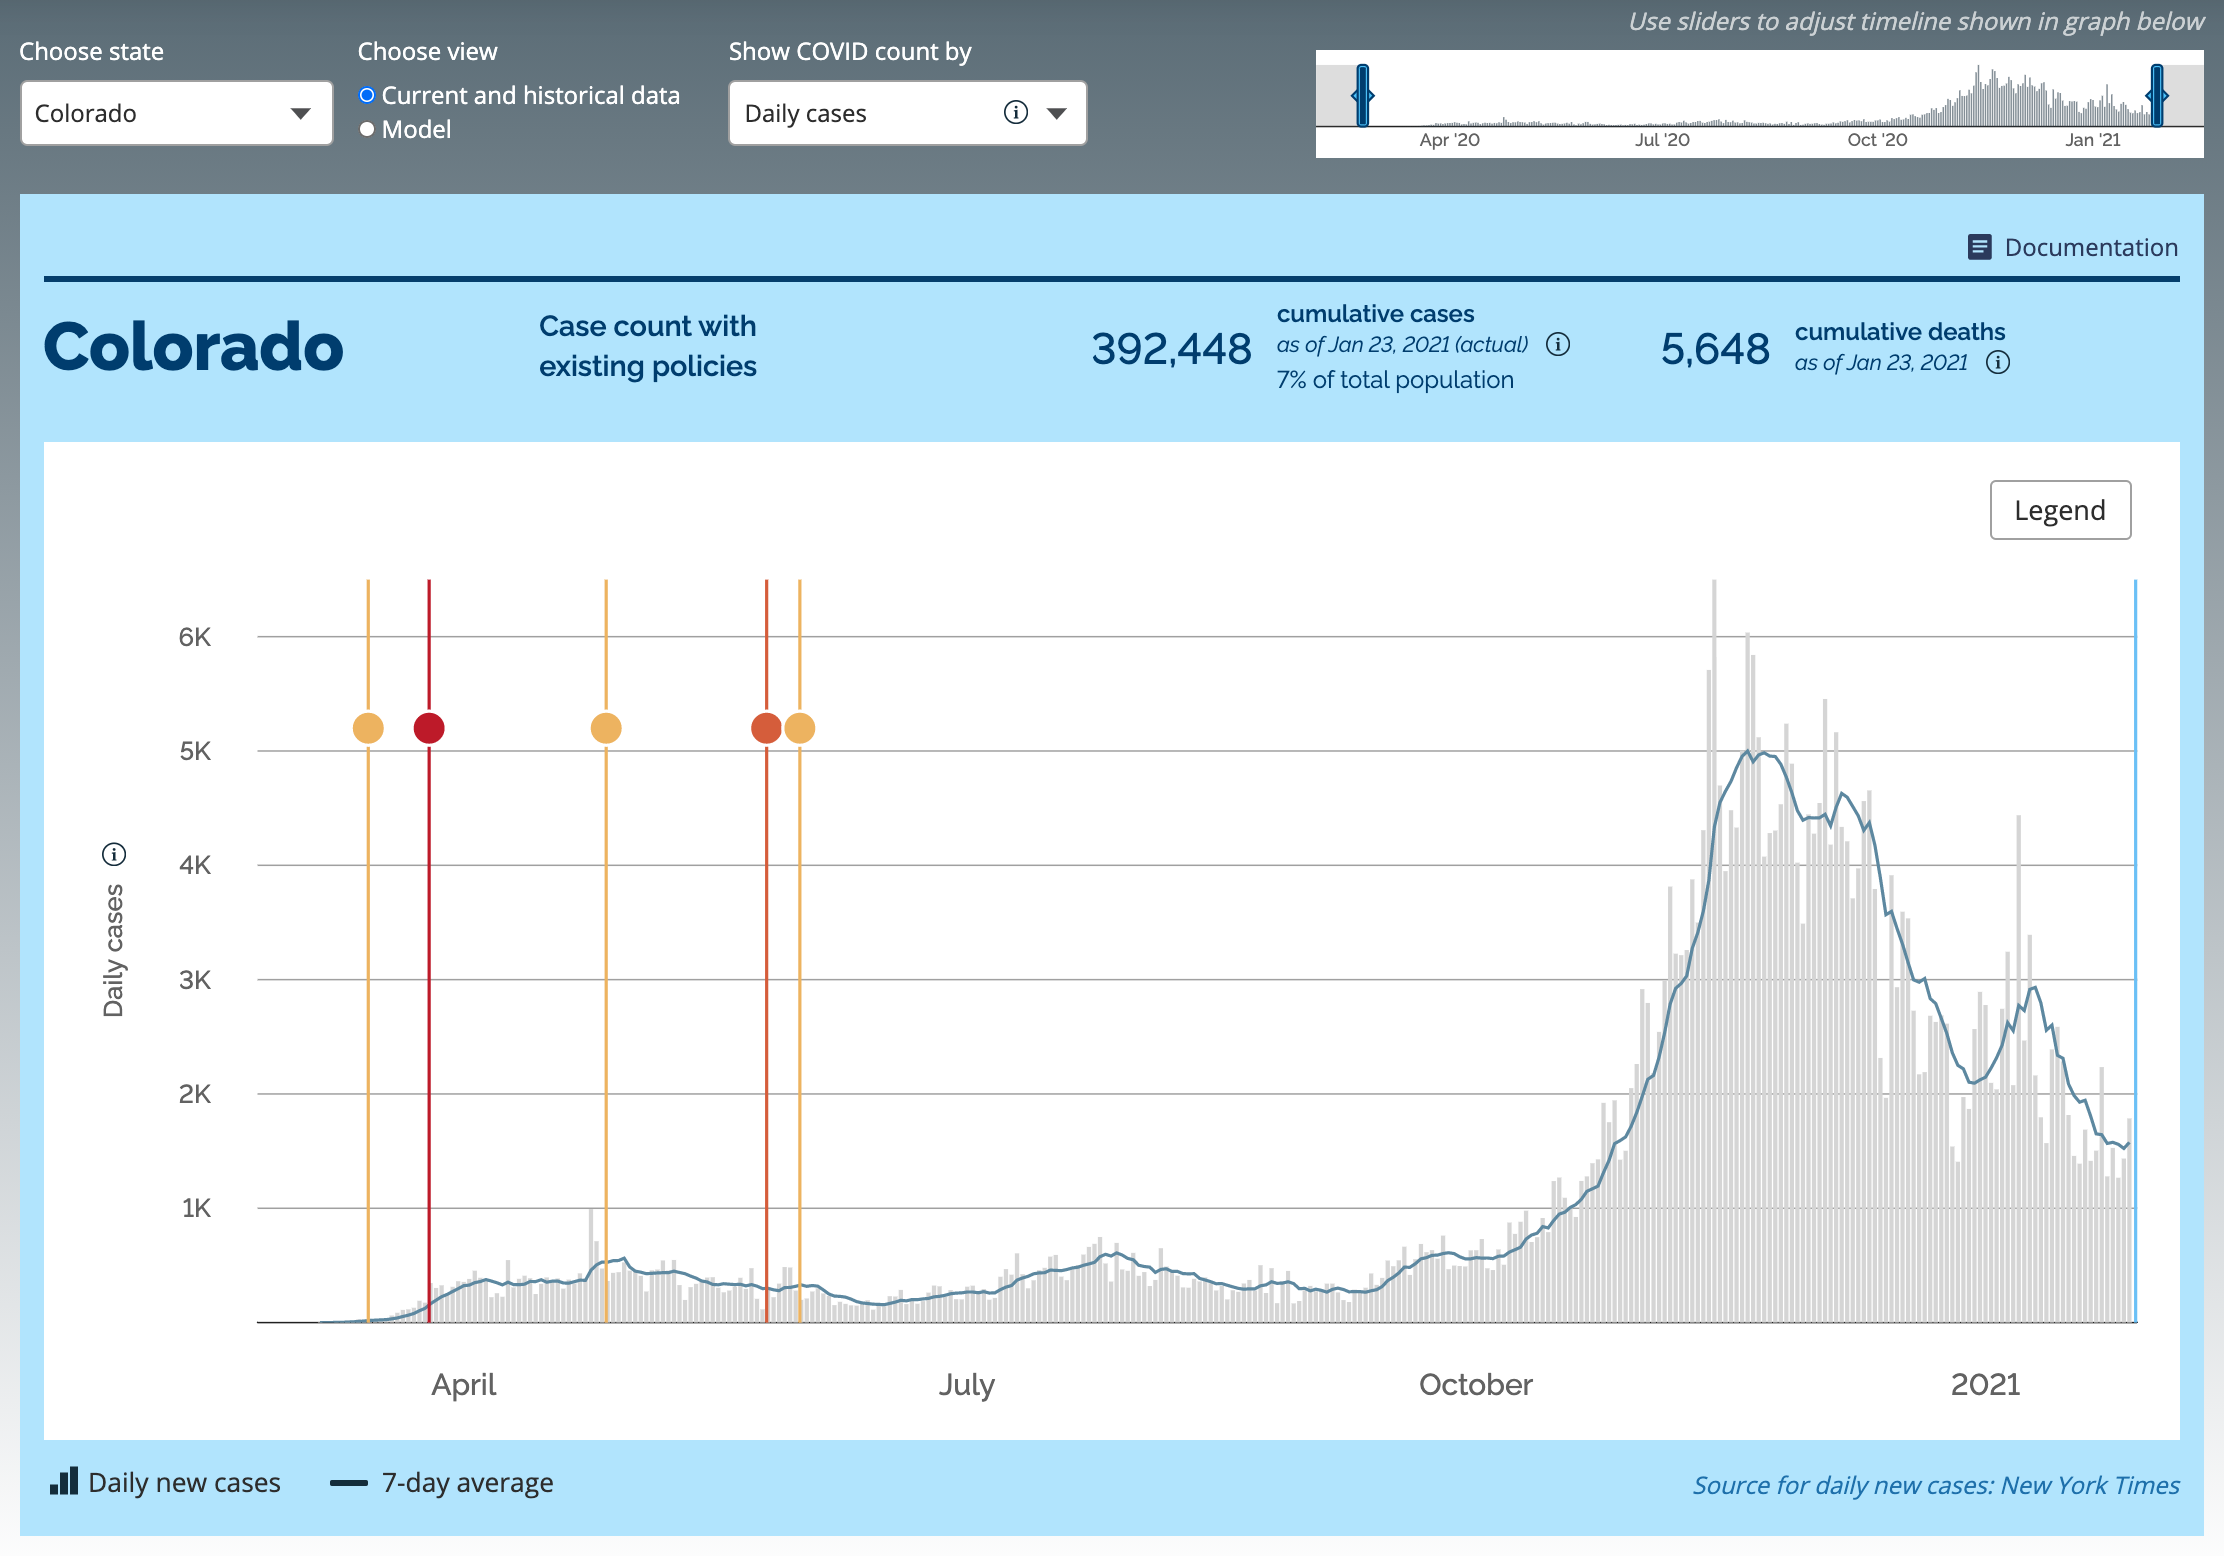 Use sliders to adjust timeline shown in graph below
Choose state
Choose view
Show COVID count by
Colorado
Current and historical data
Model
Daily cases
Apr '20
Jul '20
Oct '20
Jan '21
Documentation
Colorado
Case count with
existing policies
392,448
cumulative cases
as of Jan 23, 2021 (actual)
7% of total population
5,648
cumulative deaths
as of Jan 23, 2021
Legend
6K
5K
4K
3K
2K
1K
Daily cases
April
July
October
2021
Daily new cases
7-day average
Source for daily new cases: New York Times